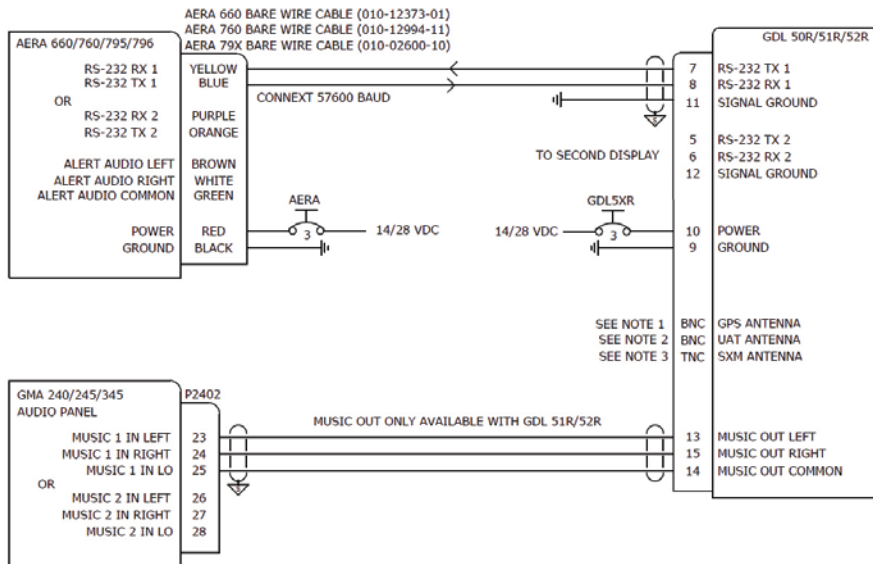 AERA 660 BARE WIRE CABLE (010-12373-01)
AERA 760 BARE WIRE CABLE (010-12994-11)
AERA 79X BARE WIRE CABLE (010-02600-10)
AERA 660/760/795/796
RS-232 RX 1 YELLOW
RS-232 TX 1 BLUE
OR
RS-232 RX 2 PURPLE
RS-232 TX 2 ORANGE
ALERT AUDIO LEFT BROWN
ALERT AUDIO RIGHT WHITE
ALERT AUDIO COMMON GREEN
POWER RED
GROUND BLACK
CONNEXT 57600 BAUD
AERA
3
14/28 VDC
GDL 50R/51R/52R
7 RS-232 TX 1
8 RS-232 RX 1
11 SIGNAL GROUND
TO SECOND DISPLAY
5 RS-232 TX 2
6 RS-232 RX 2
12 SIGNAL GROUND
GDL5XR
14/28 VDC
3
10 POWER
9 GROUND
SEE NOTE 1 BNC GPS ANTENNA
SEE NOTE 2 BNC UAT ANTENNA
SEE NOTE 3 TNC SXM ANTENNA
GMA 240/245/345
AUDIO PANEL
P2402
MUSIC 1 IN LEFT 23
MUSIC 1 IN RIGHT 24
MUSIC 1 IN LO 25
OR
MUSIC 2 IN LEFT 26
MUSIC 2 IN RIGHT 27
MUSIC 2 IN LO 28
MUSIC OUT ONLY AVAILABLE WITH GDL 51R/52R
13 MUSIC OUT LEFT
15 MUSIC OUT RIGHT
14 MUSIC OUT COMMON